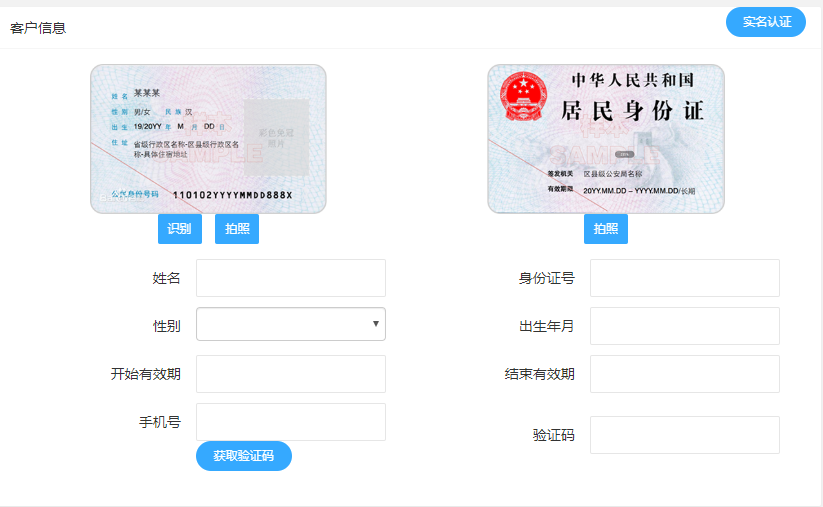 客户信息
实名认证
姓名 某某某
性别 男/女 民族 汉
出生 19/20YY 年 M 月 DD 日
住址 省级行政区名称-区县级行政区名
称-具体住宿地址
彩色免冠
照片
SAMPLE
公民身份号码 110102YYYYMMDD888X
中华人民共和国
居民身份证
样本
SAMPLE
签发机关 区县级公安局名称
有效期限 20YY.MM.DD – YYYY.MM.DD/长期
识别
拍照
拍照
姓名
身份证号
性别
出生年月
开始有效期
结束有效期
手机号
验证码
获取验证码